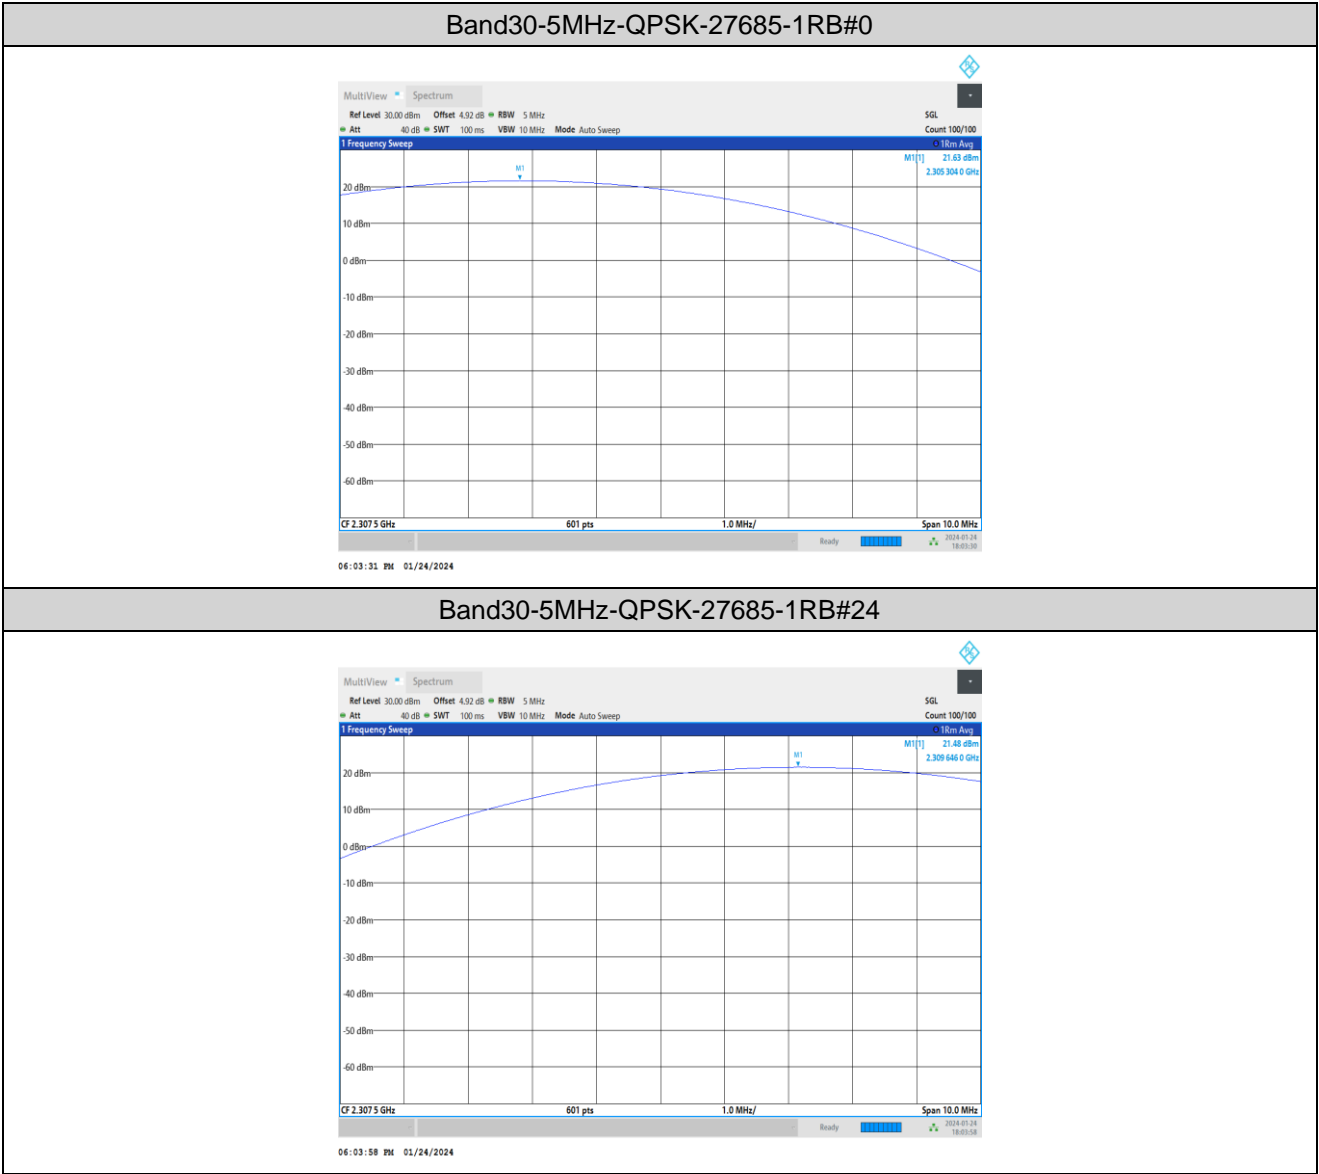 Band30-5MHz-QPSK-27685-1RB#0
MultiView Spectrum
Ref Level 30.00 dBm Offset 4.92 dB RBW 5 MHz SGL
Att 40 dB SWT 100 ms VBW 10 MHz Mode Auto Sweep Count 100/100
1 Frequency Sweep 1Rm Avg
M1[1] 21.63 dBm
2.305 304 0 GHz
M1
20 dBm
10 dBm
0 dBm
-10 dBm
-20 dBm
-30 dBm
-40 dBm
-50 dBm
-60 dBm
CF 2.307 5 GHz 601 pts 1.0 MHz/ Span 10.0 MHz
Ready 2024-01-24
18:03:30
06:03:31 PM 01/24/2024
Band30-5MHz-QPSK-27685-1RB#24
MultiView Spectrum
Ref Level 30.00 dBm Offset 4.92 dB RBW 5 MHz SGL
Att 40 dB SWT 100 ms VBW 10 MHz Mode Auto Sweep Count 100/100
1 Frequency Sweep 1Rm Avg
M1[1] 21.48 dBm
2.309 646 0 GHz
M1
20 dBm
10 dBm
0 dBm
-10 dBm
-20 dBm
-30 dBm
-40 dBm
-50 dBm
-60 dBm
CF 2.307 5 GHz 601 pts 1.0 MHz/ Span 10.0 MHz
Ready 2024-01-24
18:03:58
06:03:58 PM 01/24/2024